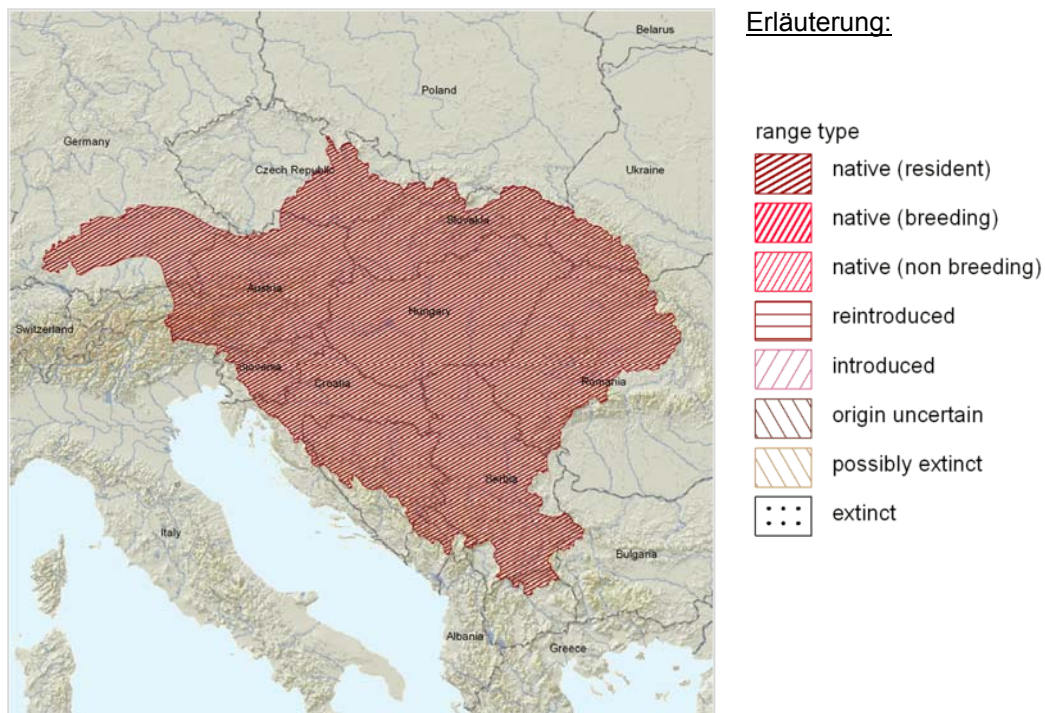 Erläuterung:
Belarus
Poland
Germany
Czech Republic
Ukraine
Slovakia
Austria
Hungary
Switzerland
Slovenia
Croatia
Romania
Serbia
Italy
Bulgaria
Albania
Greece
range type
native (resident)
native (breeding)
native (non breeding)
reintroduced
introduced
origin uncertain
possibly extinct
extinct